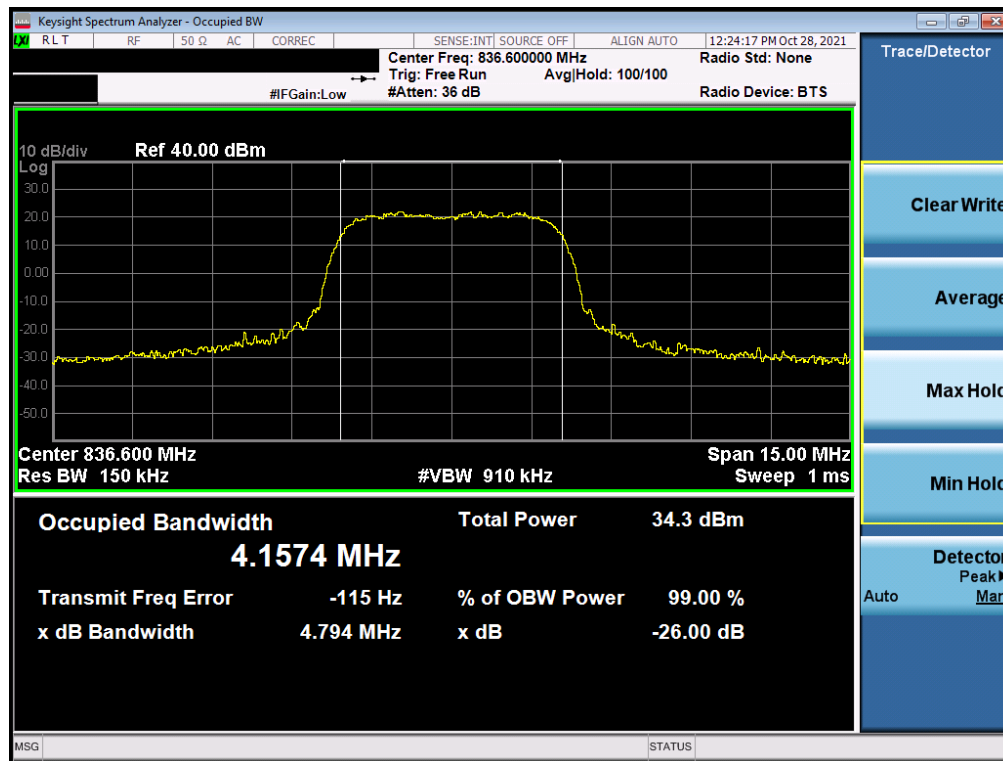 Keysight Spectrum Analyzer - Occupied BW
LXI RLT RF 50 Ω AC CORREC SENSE:INT SOURCE OFF ALIGN AUTO 12:24:17 PM Oct 28, 2021
Center Freq: 836.600000 MHz Radio Std: None
Trig: Free Run Avg|Hold: 100/100
#IFGain:Low #Atten: 36 dB Radio Device: BTS
10 dB/div Ref 40.00 dBm
Log
30.0
20.0
10.0
0.00
-10.0
-20.0
-30.0
-40.0
-50.0
Center 836.600 MHz Span 15.00 MHz
Res BW 150 kHz #VBW 910 kHz Sweep 1 ms
Occupied Bandwidth Total Power 34.3 dBm
4.1574 MHz
Transmit Freq Error -115 Hz % of OBW Power 99.00 %
x dB Bandwidth 4.794 MHz x dB -26.00 dB
MSG STATUS
Trace/Detector
Clear Write
Average
Max Hold
Min Hold
Detector
Peak
Auto Man